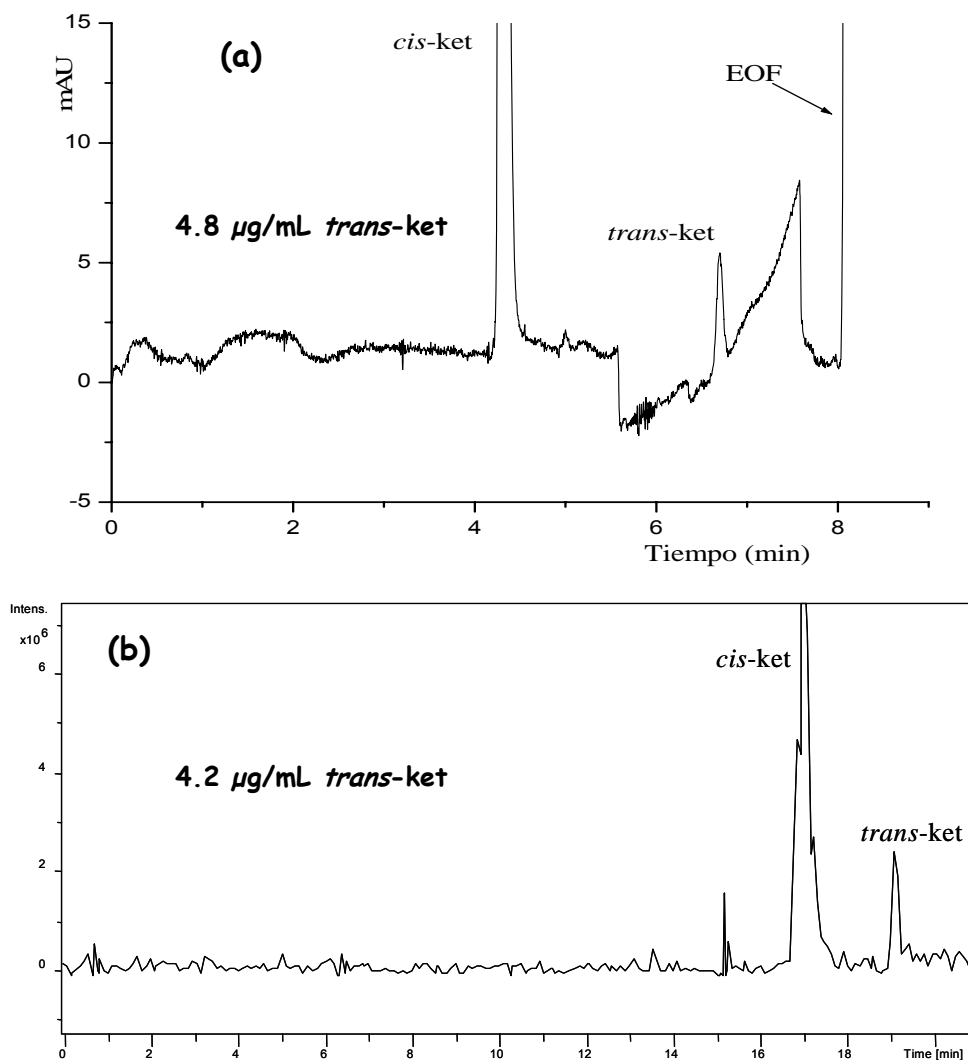 15
(a)
cis-ket
EOF
mAU
10
4.8 µg/mL trans-ket
trans-ket
5
0
-5
0 2 4 6 8
Tiempo (min)
Intens.
x10⁶
(b)
cis-ket
6
4.2 µg/mL trans-ket
4
trans-ket
2
0
0 2 4 6 8 10 12 14 16 18 Time [min]